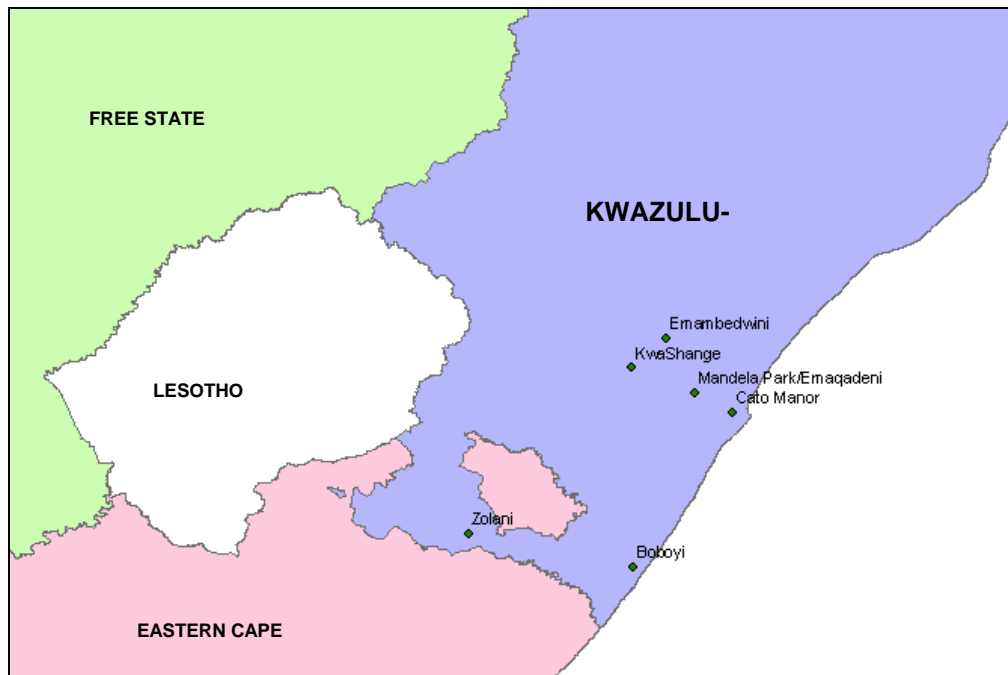 FREE STATE
KWAZULU-
Emambedwini
KwaShange
LESOTHO
Mandela Park/Emaqadeni
Cato Manor
Zolani
Boboyi
EASTERN CAPE